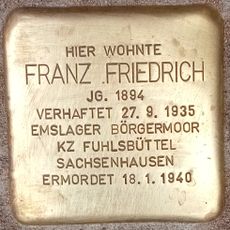 HIER WOHNTE
FRANZ FRIEDRICH
JG. 1894
VERHAFTET 27. 9. 1935
EMSLAGER BÖRGERMOOR
KZ FUHLSBÜTTEL
SACHSENHAUSEN
ERMORDET 18. 1. 1940